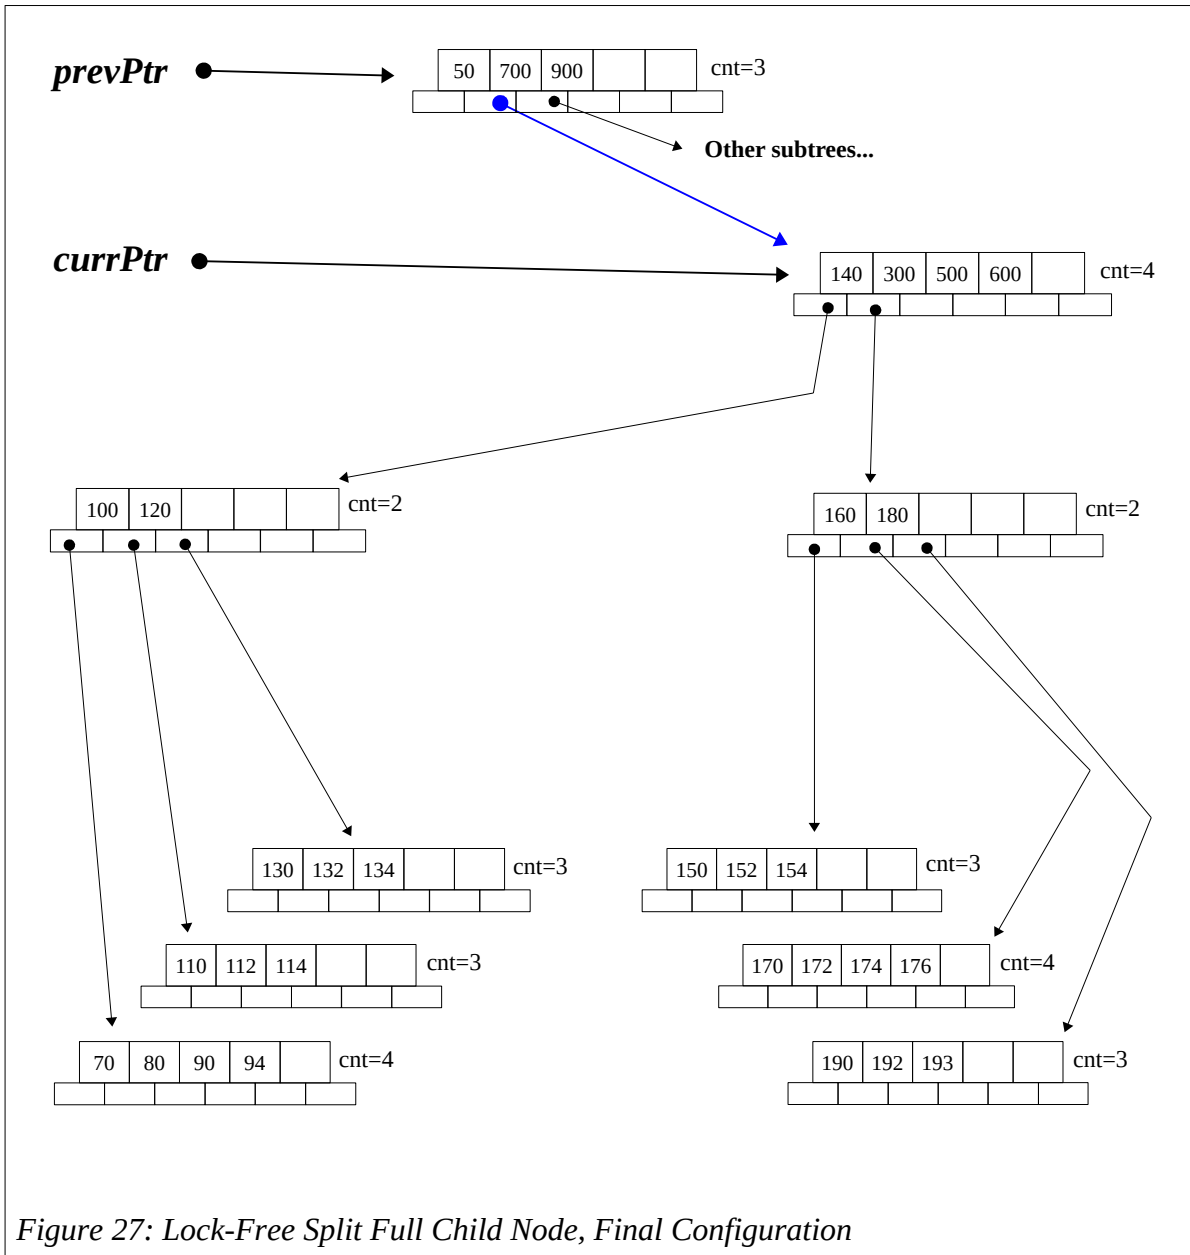 prevPtr
50 700 900 cnt=3
Other subtrees...
currPtr
140 300 500 600 cnt=4
100 120 cnt=2
160 180 cnt=2
130 132 134 cnt=3
150 152 154 cnt=3
110 112 114 cnt=3
170 172 174 176 cnt=4
70 80 90 94 cnt=4
190 192 193 cnt=3
Figure 27: Lock-Free Split Full Child Node, Final Configuration